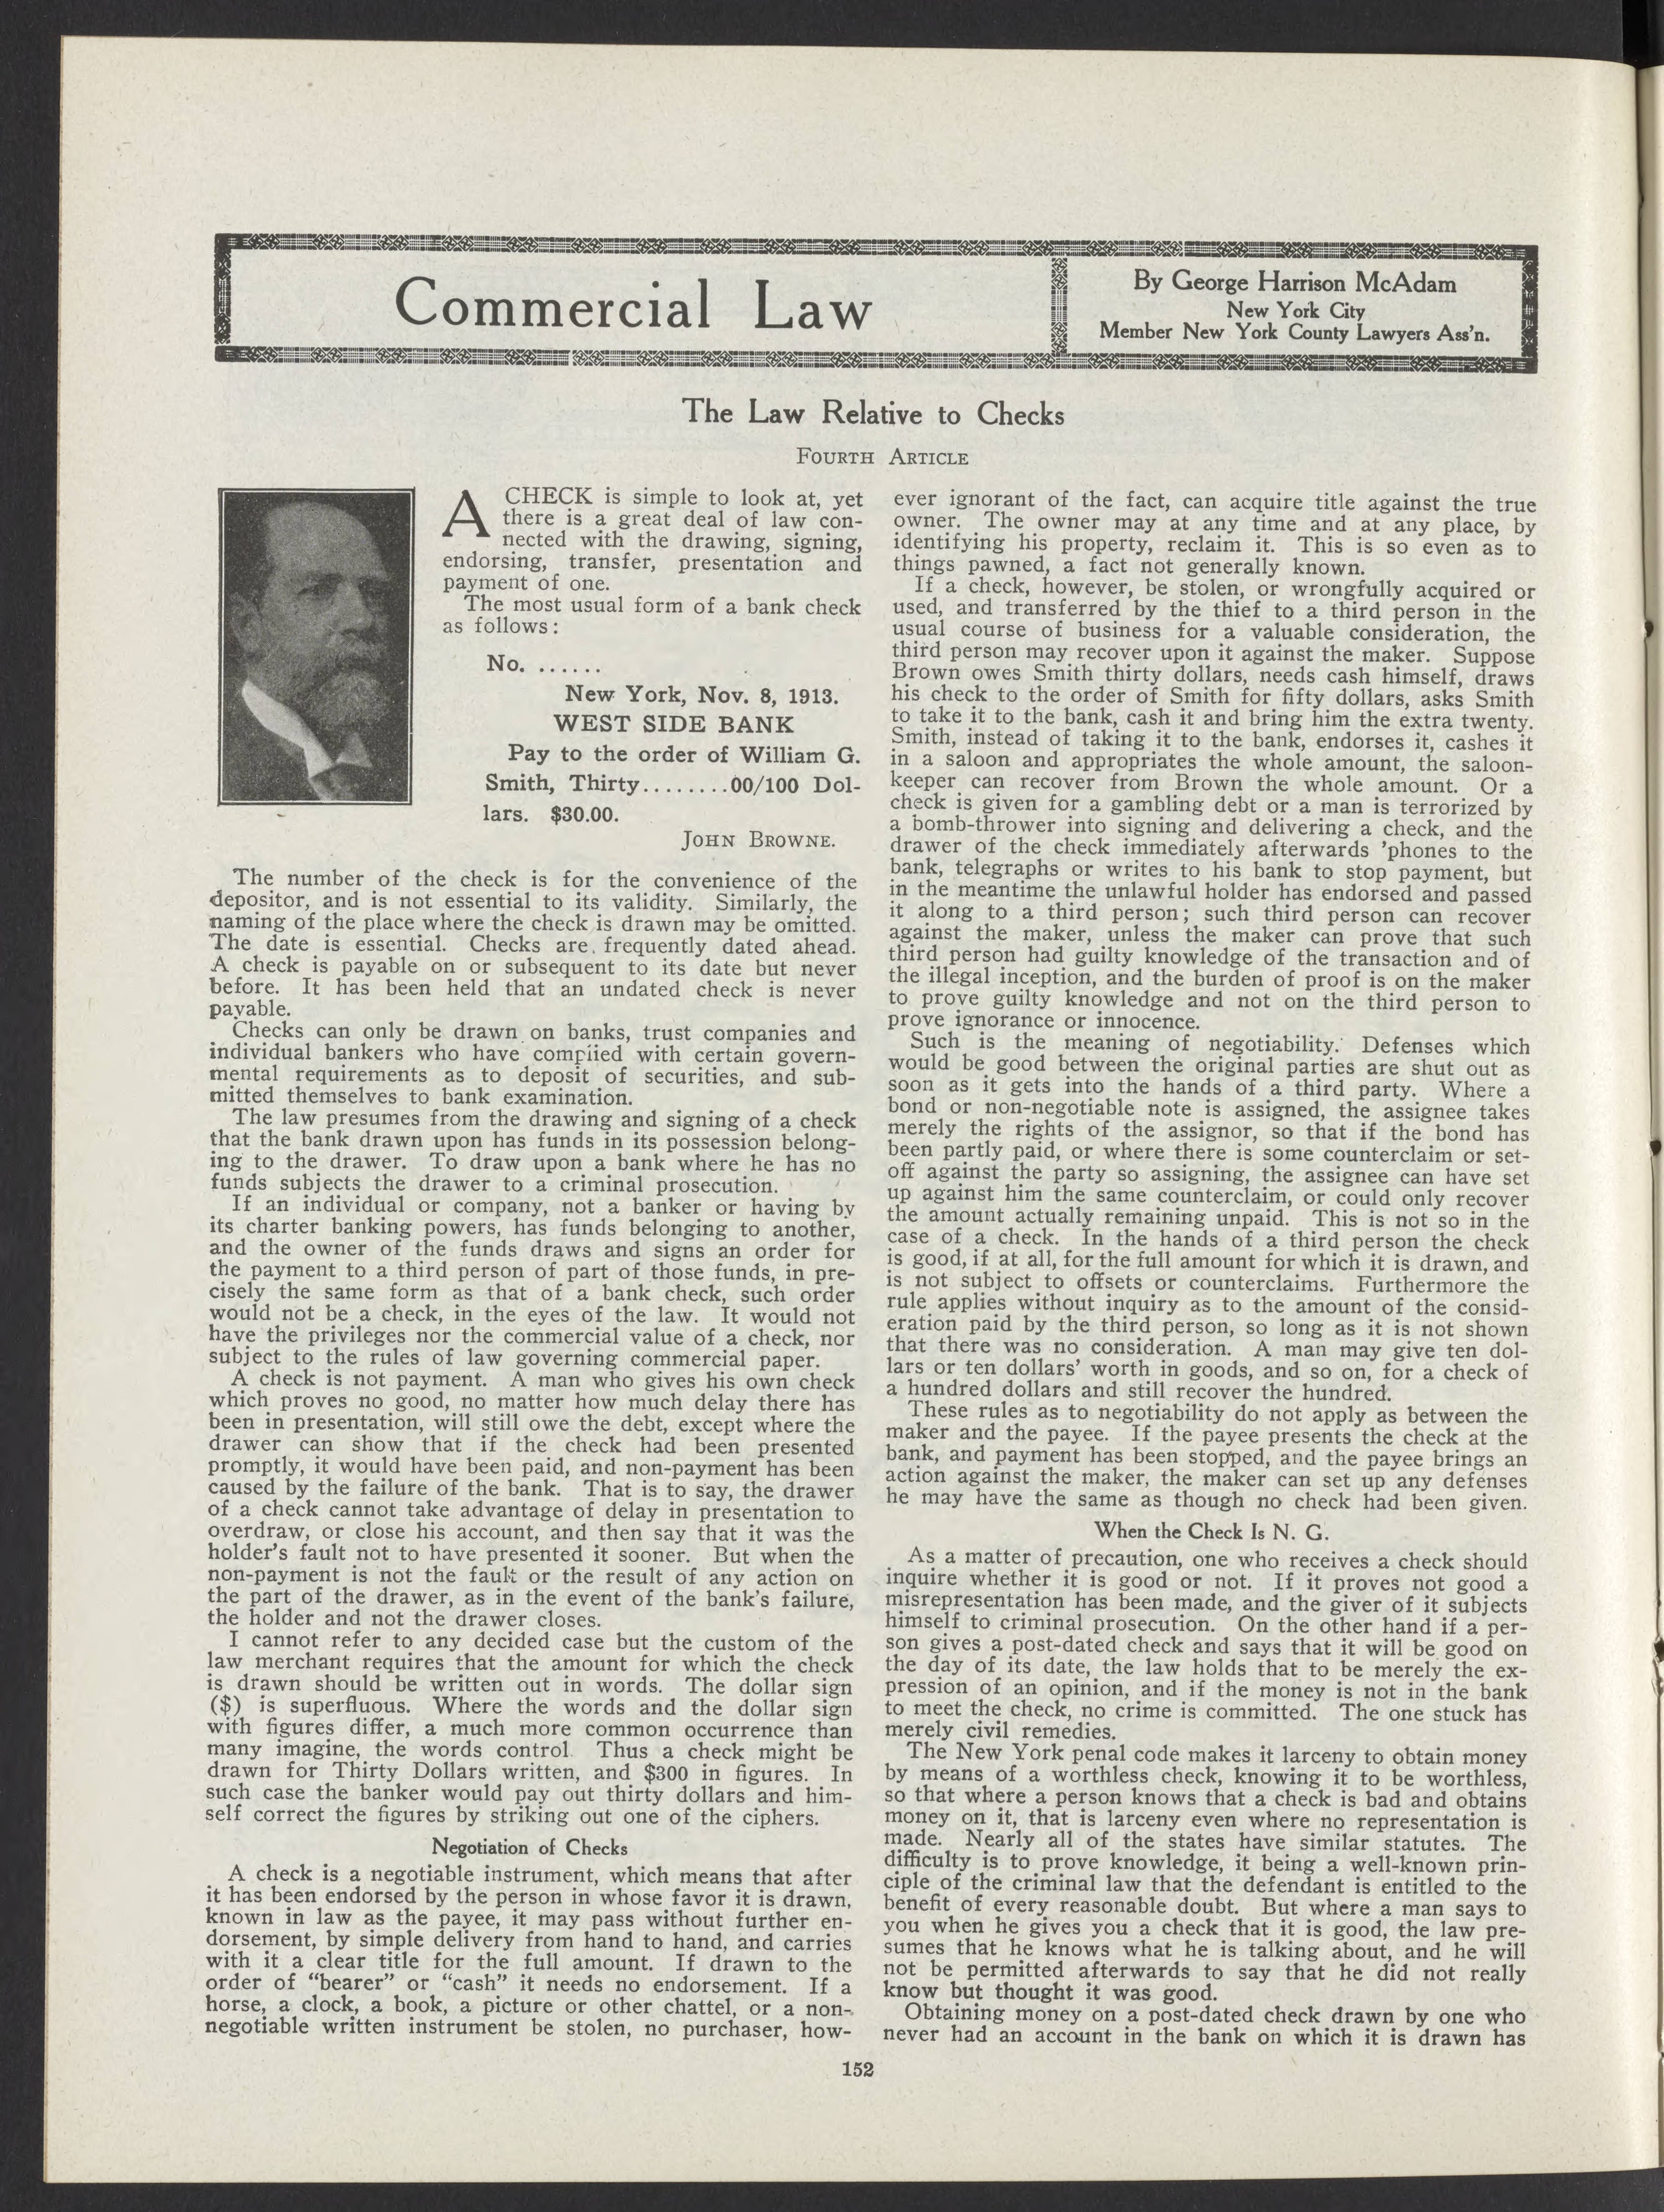 Commercial Law
By George Harrison McAdam
New York City
Member New York County Lawyers Ass'n.
The Law Relative to Checks
FOURTH ARTICLE
A CHECK is simple to look at, yet
there is a great deal of law con-
nected with the drawing, signing,
endorsing, transfer, presentation and
payment of one.
The most usual form of a bank check
as follows:
No. ......
New York, Nov. 8, 1913.
WEST SIDE BANK
Pay to the order of William G.
Smith, Thirty........00/100 Dol-
lars. $30.00.
JOHN BROWNE.
The number of the check is for the convenience of the
depositor, and is not essential to its validity. Similarly, the
naming of the place where the check is drawn may be omitted.
The date is essential. Checks are frequently dated ahead.
A check is payable on or subsequent to its date but never
before. It has been held that an undated check is never
payable.
Checks can only be drawn on banks, trust companies and
individual bankers who have complied with certain govern-
mental requirements as to deposit of securities, and sub-
mitted themselves to bank examination.
The law presumes from the drawing and signing of a check
that the bank drawn upon has funds in its possession belong-
ing to the drawer. To draw upon a bank where he has no
funds subjects the drawer to a criminal prosecution.
If an individual or company, not a banker or having by
its charter banking powers, has funds belonging to another,
and the owner of the funds draws and signs an order for
the payment to a third person of part of those funds, in pre-
cisely the same form as that of a bank check, such order
would not be a check, in the eyes of the law. It would not
have the privileges nor the commercial value of a check, nor
subject to the rules of law governing commercial paper.
A check is not payment. A man who gives his own check
which proves no good, no matter how much delay there has
been in presentation, will still owe the debt, except where the
drawer can show that if the check had been presented
promptly, it would have been paid, and non-payment has been
caused by the failure of the bank. That is to say, the drawer
of a check cannot take advantage of delay in presentation to
overdraw, or close his account, and then say that it was the
holder's fault not to have presented it sooner. But when the
non-payment is not the fault or the result of any action on
the part of the drawer, as in the event of the bank's failure,
the holder and not the drawer closes.
I cannot refer to any decided case but the custom of the
law merchant requires that the amount for which the check
is drawn should be written out in words. The dollar sign
($) is superfluous. Where the words and the dollar sign
with figures differ, a much more common occurrence than
many imagine, the words control. Thus a check might be
drawn for Thirty Dollars written, and $300 in figures. In
such case the banker would pay out thirty dollars and him-
self correct the figures by striking out one of the ciphers.
Negotiation of Checks
A check is a negotiable instrument, which means that after
it has been endorsed by the person in whose favor it is drawn,
known in law as the payee, it may pass without further en-
dorsement, by simple delivery from hand to hand, and carries
with it a clear title for the full amount. If drawn to the
order of "bearer" or "cash" it needs no endorsement. If a
horse, a clock, a book, a picture or other chattel, or a non-
negotiable written instrument be stolen, no purchaser, how-
ever ignorant of the fact, can acquire title against the true
owner. The owner may at any time and at any place, by
identifying his property, reclaim it. This is so even as to
things pawned, a fact not generally known.
If a check, however, be stolen, or wrongfully acquired or
used, and transferred by the thief to a third person in the
usual course of business for a valuable consideration, the
third person may recover upon it against the maker. Suppose
Brown owes Smith thirty dollars, needs cash himself, draws
his check to the order of Smith for fifty dollars, asks Smith
to take it to the bank, cash it and bring him the extra twenty.
Smith, instead of taking it to the bank, endorses it, cashes it
in a saloon and appropriates the whole amount, the saloon-
keeper can recover from Brown the whole amount. Or a
check is given for a gambling debt or a man is terrorized by
a bomb-thrower into signing and delivering a check, and the
drawer of the check immediately afterwards 'phones to the
bank, telegraphs or writes to his bank to stop payment, but
in the meantime the unlawful holder has endorsed and passed
it along to a third person; such third person can recover
against the maker, unless the maker can prove that such
third person had guilty knowledge of the transaction and of
the illegal inception, and the burden of proof is on the maker
to prove guilty knowledge and not on the third person to
prove ignorance or innocence.
Such is the meaning of negotiability. Defenses which
would be good between the original parties are shut out as
soon as it gets into the hands of a third party. Where a
bond or non-negotiable note is assigned, the assignee takes
merely the rights of the assignor, so that if the bond has
been partly paid, or where there is some counterclaim or set-
off against the party so assigning, the assignee can have set
up against him the same counterclaim, or could only recover
the amount actually remaining unpaid. This is not so in the
case of a check. In the hands of a third person the check
is good, if at all, for the full amount for which it is drawn, and
is not subject to offsets or counterclaims. Furthermore the
rule applies without inquiry as to the amount of the consid-
eration paid by the third person, so long as it is not shown
that there was no consideration. A man may give ten dol-
lars or ten dollars' worth in goods, and so on, for a check of
a hundred dollars and still recover the hundred.
These rules as to negotiability do not apply as between the
maker and the payee. If the payee presents the check at the
bank, and payment has been stopped, and the payee brings an
action against the maker, the maker can set up any defenses
he may have the same as though no check had been given.
When the Check Is N. G.
As a matter of precaution, one who receives a check should
inquire whether it is good or not. If it proves not good a
misrepresentation has been made, and the giver of it subjects
himself to criminal prosecution. On the other hand if a per-
son gives a post-dated check and says that it will be good on
the day of its date, the law holds that to be merely the ex-
pression of an opinion, and if the money is not in the bank
to meet the check, no crime is committed. The one stuck has
merely civil remedies.
The New York penal code makes it larceny to obtain money
by means of a worthless check, knowing it to be worthless,
so that where a person knows that a check is bad and obtains
money on it, that is larceny even where no representation is
made. Nearly all of the states have similar statutes. The
difficulty is to prove knowledge, it being a well-known prin-
ciple of the criminal law that the defendant is entitled to the
benefit of every reasonable doubt. But where a man says to
you when he gives you a check that it is good, the law pre-
sumes that he knows what he is talking about, and he will
not be permitted afterwards to say that he did not really
know but thought it was good.
Obtaining money on a post-dated check drawn by one who
never had an account in the bank on which it is drawn has
152